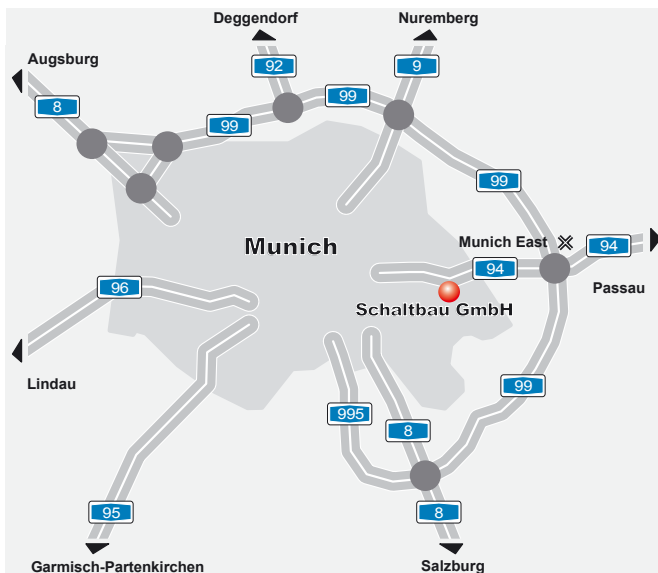 Deggendorf
Nuremberg
Augsburg
92
9
8
99
99
99
Munich
Munich East
94
94
Passau
96
Schaltbau GmbH
Lindau
99
995
8
95
8
Garmisch-Partenkirchen
Salzburg